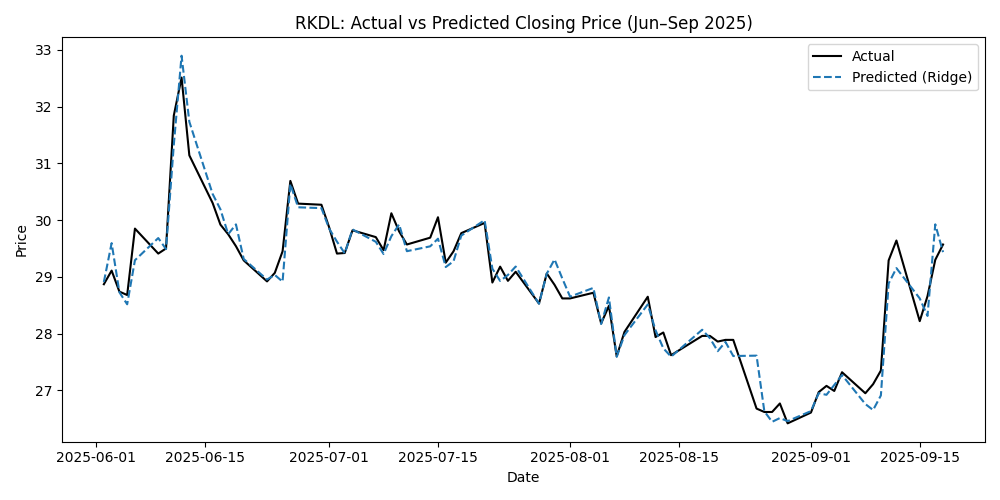 RKDL: Actual vs Predicted Closing Price (Jun–Sep 2025)
Actual
Predicted (Ridge)
Price
33
32
31
30
29
28
27
2025-06-01 2025-06-15 2025-07-01 2025-07-15 2025-08-01 2025-08-15 2025-09-01 2025-09-15
Date